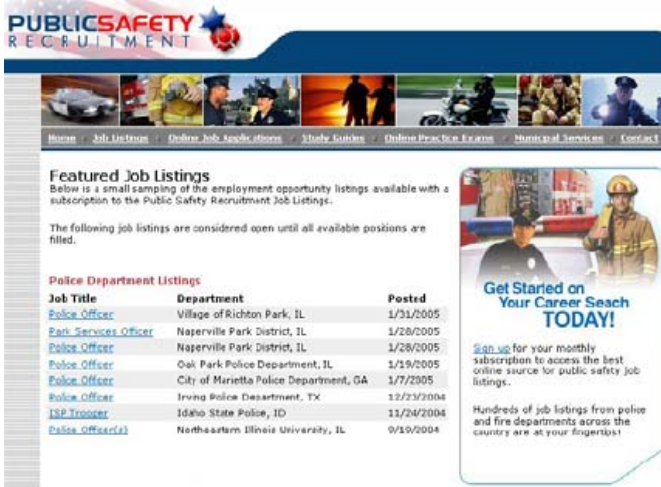 PUBLICSAFETY
RECRUITMENT
Home / Job Listings / Online Job Applications / Study Guides / Online Practice Exams / Municipal Services / Contact
Featured Job Listings
Below is a small sampling of the employment opportunity listings available with a
subscription to the Public Safety Recruitment Job Listings.
The following job listings are considered open until all available positions are
filled.
Police Department Listings
Job Title Department Posted
Police Officer Village of Richton Park, IL 1/31/2005
Park Services Officer Naperville Park District, IL 1/28/2005
Police Officer Naperville Park District, IL 1/28/2005
Police Officer Oak Park Police Department, IL 1/19/2005
Police Officer City of Marietta Police Department, GA 1/7/2005
Police Officer Irving Police Department, TX 12/23/2004
ISP Trooper Idaho State Police, ID 11/24/2004
Police Officer(s) Northeastern Illinois University, IL 9/19/2004
Get Started on
Your Career Seach
TODAY!
Sign up for your monthly
subscription to access the best
online source for public safety job
listings.
Hundreds of job listings from police
and fire departments across the
country are at your fingertips!